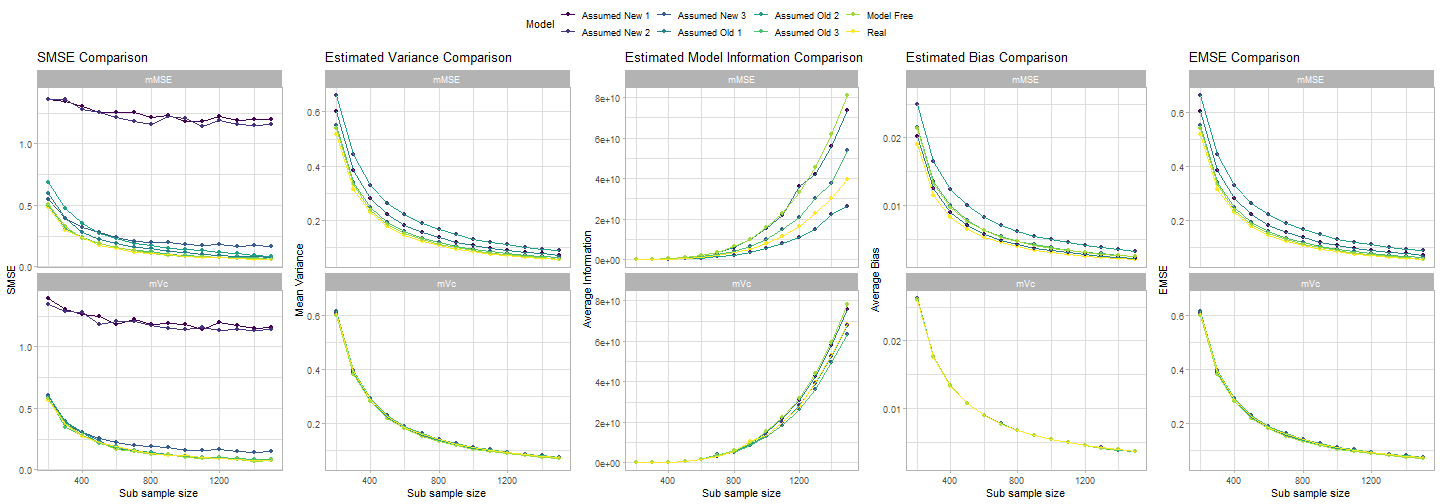 Model
Assumed New 1
Assumed New 3
Assumed Old 2
Model Free
Assumed New 2
Assumed Old 1
Assumed Old 3
Real
SMSE Comparison
mMSE
1.0
0.5
0.0
mVc
1.0
0.5
0.0
400
800
1200
Sub sample size
SMSE
Estimated Variance Comparison
mMSE
0.6
0.4
0.2
mVc
0.6
0.4
0.2
400
800
1200
Sub sample size
Mean Variance
Estimated Model Information Comparison
mMSE
8e+10
6e+10
4e+10
2e+10
0e+00
mVc
8e+10
6e+10
4e+10
2e+10
0e+00
400
800
1200
Sub sample size
Average Information
Estimated Bias Comparison
mMSE
0.02
0.01
mVc
0.02
0.01
400
800
1200
Sub sample size
Average Bias
EMSE Comparison
mMSE
0.6
0.4
0.2
mVc
0.6
0.4
0.2
400
800
1200
Sub sample size
EMSE